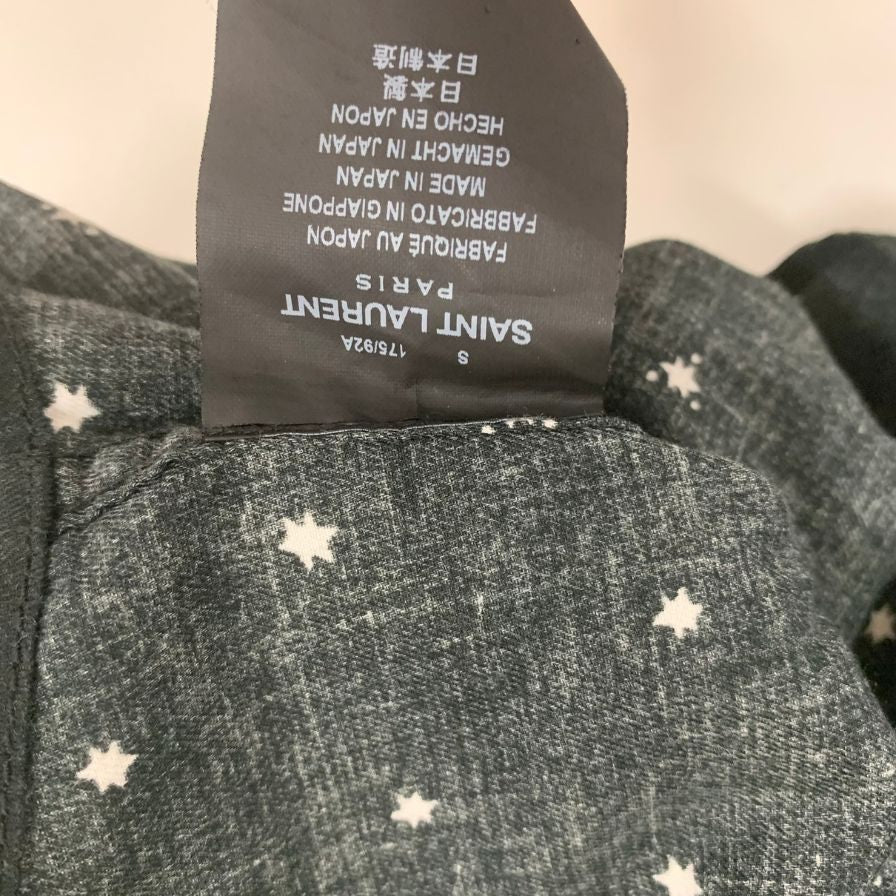 S 175/92A
SAINT LAURENT
PARIS
FABRIQUÉ AU JAPON
FABBRICATO IN GIAPPONE
MADE IN JAPAN
GEMACHT IN JAPAN
HECHO EN JAPON
日本製
日本制造